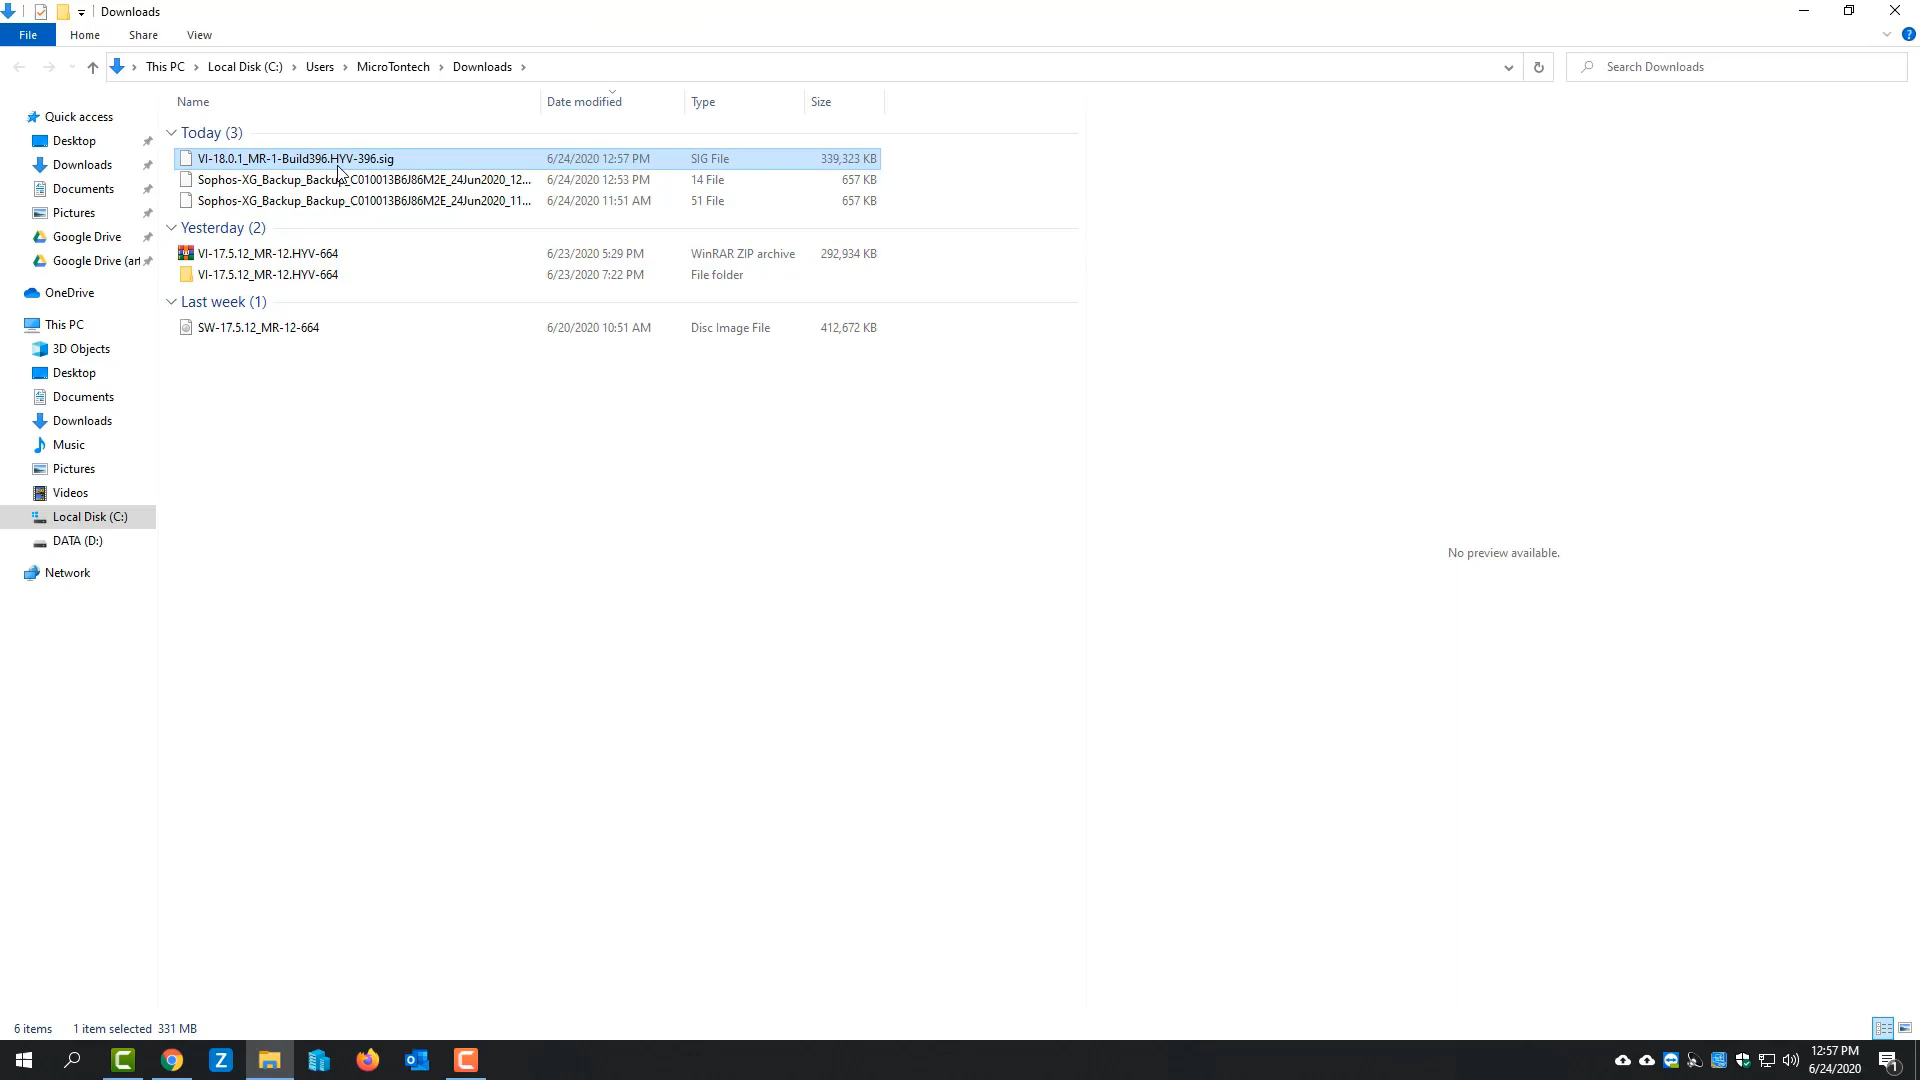 Downloads
File Home Share View
This PC Local Disk (C:) Users MicroTontech Downloads Search Downloads
Name Date modified Type Size
Quick access
Desktop
Downloads
Documents
Pictures
Google Drive
Google Drive (art
OneDrive
This PC
3D Objects
Desktop
Documents
Downloads
Music
Pictures
Videos
Local Disk (C:)
DATA (D:)
Network
Today (3)
VI-18.0.1_MR-1-Build396.HYV-396.sig 6/24/2020 12:57 PM SIG File 339,323 KB
Sophos-XG_Backup_Backup_C010013B6J86M2E_24Jun2020_12... 6/24/2020 12:53 PM 14 File 657 KB
Sophos-XG_Backup_Backup_C010013B6J86M2E_24Jun2020_11... 6/24/2020 11:51 AM 51 File 657 KB
Yesterday (2)
VI-17.5.12_MR-12.HYV-664 6/23/2020 5:29 PM WinRAR ZIP archive 292,934 KB
VI-17.5.12_MR-12.HYV-664 6/23/2020 7:22 PM File folder
Last week (1)
SW-17.5.12_MR-12-664 6/20/2020 10:51 AM Disc Image File 412,672 KB
No preview available.
6 items 1 item selected 331 MB
12:57 PM
6/24/2020